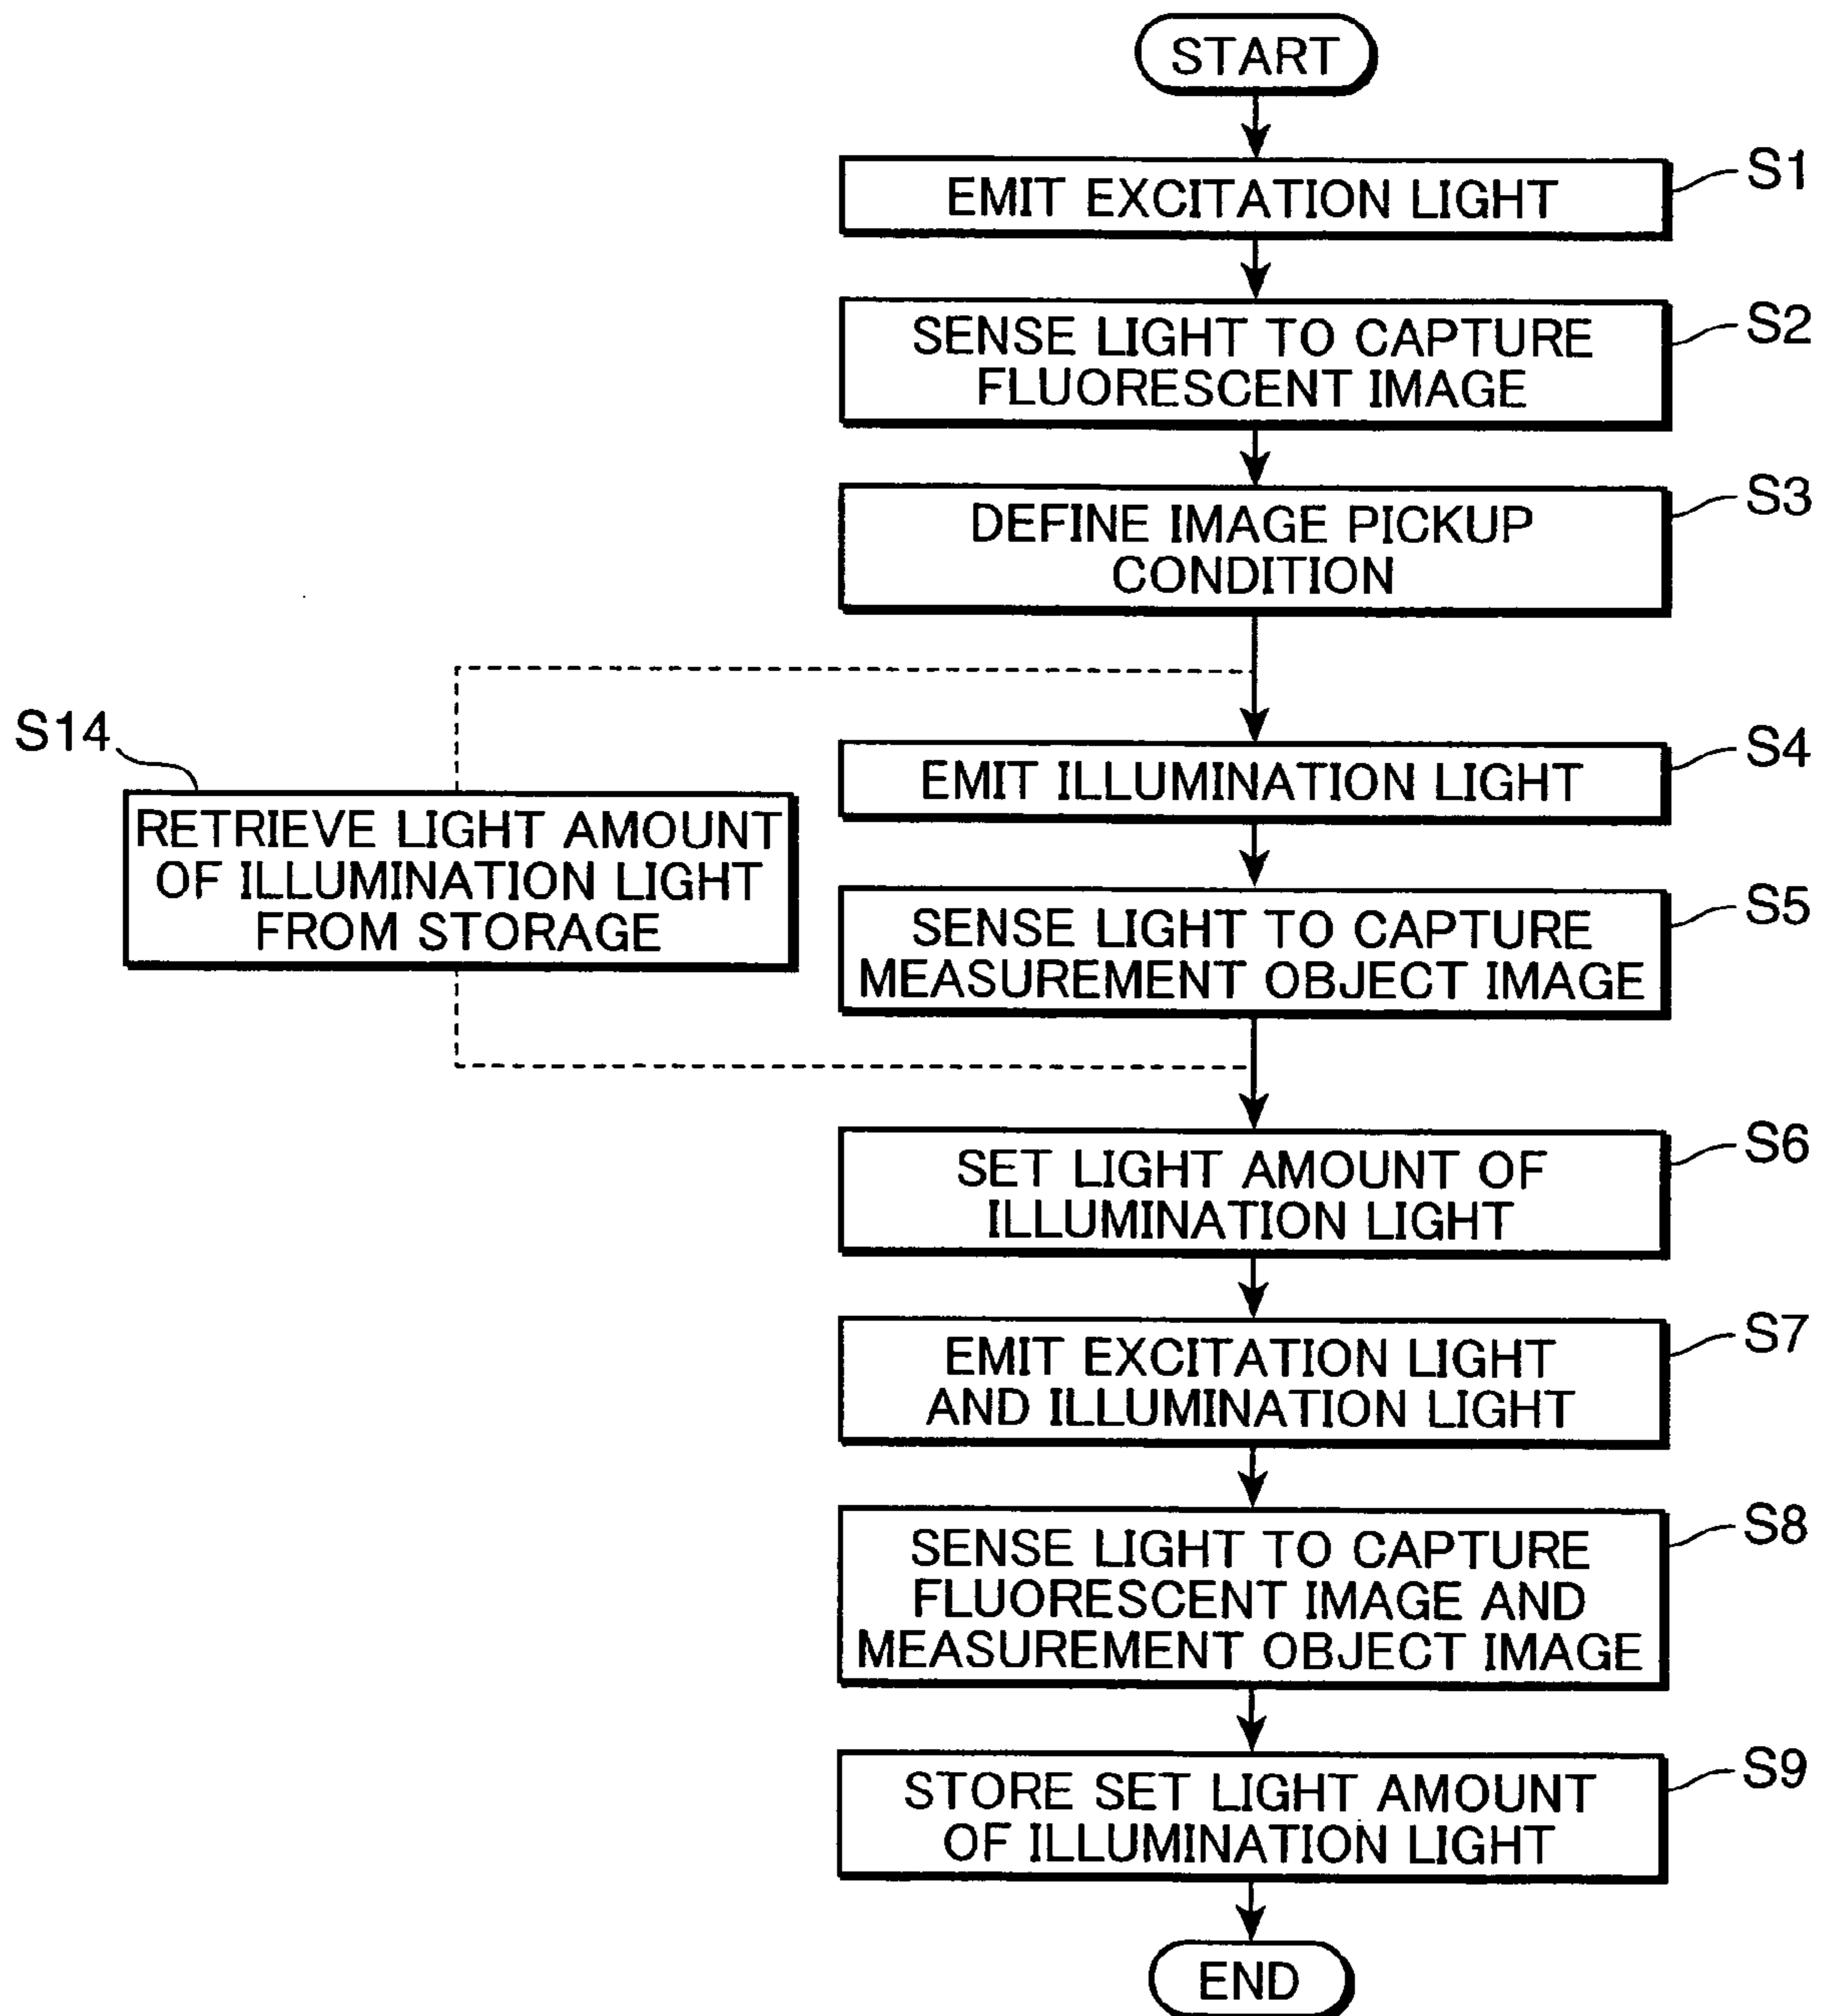 START
S1
EMIT EXCITATION LIGHT
S2
SENSE LIGHT TO CAPTURE
FLUORESCENT IMAGE
S3
DEFINE IMAGE PICKUP
CONDITION
S14
RETRIEVE LIGHT AMOUNT
OF ILLUMINATION LIGHT
FROM STORAGE
S4
EMIT ILLUMINATION LIGHT
S5
SENSE LIGHT TO CAPTURE
MEASUREMENT OBJECT IMAGE
S6
SET LIGHT AMOUNT OF
ILLUMINATION LIGHT
S7
EMIT EXCITATION LIGHT
AND ILLUMINATION LIGHT
S8
SENSE LIGHT TO CAPTURE
FLUORESCENT IMAGE AND
MEASUREMENT OBJECT IMAGE
S9
STORE SET LIGHT AMOUNT
OF ILLUMINATION LIGHT
END